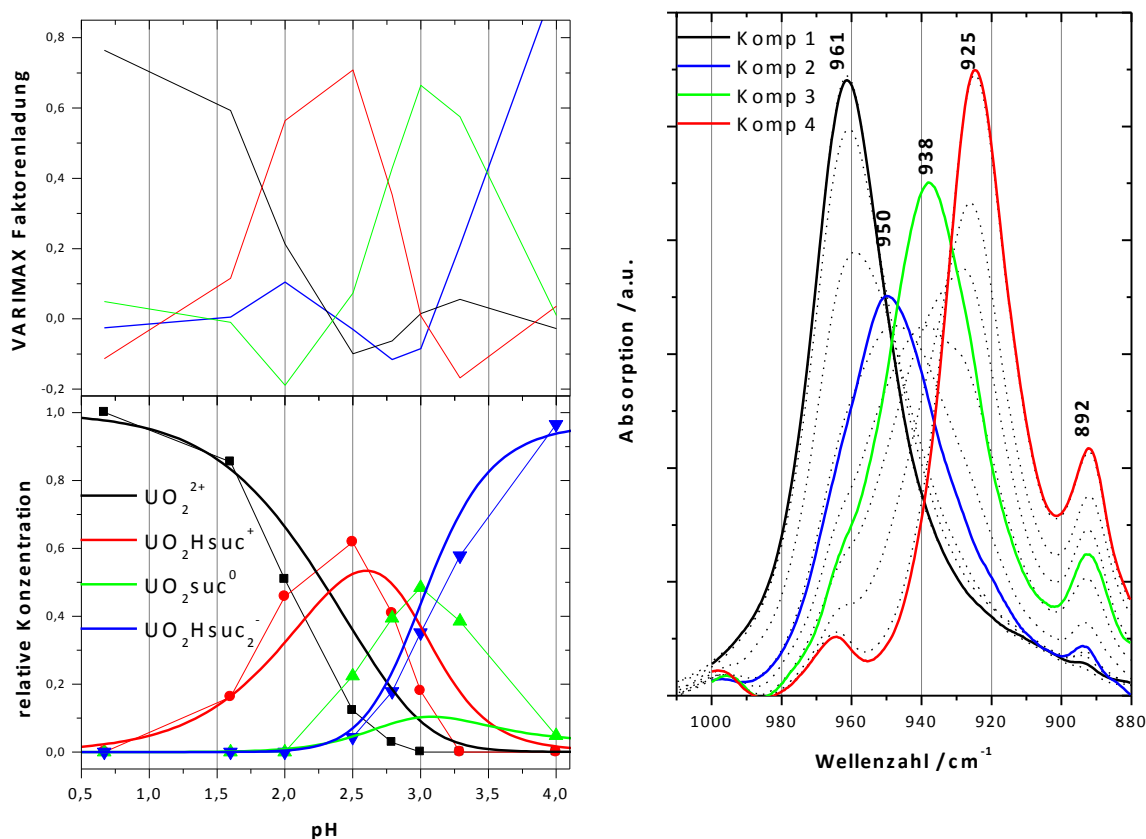 VARIMAX Faktorenladung
0,8
0,6
0,4
0,2
0,0
-0,2
relative Konzentration
1,0
0,8
0,6
0,4
0,2
0,0
UO₂²⁺
UO₂Hsuc⁺
UO₂suc⁰
UO₂Hsuc₂⁻
0,5 1,0 1,5 2,0 2,5 3,0 3,5 4,0
pH
Komp 1
Komp 2
Komp 3
Komp 4
961
950
938
925
892
Absorption /a.u.
1000 980 960 940 920 900 880
Wellenzahl /cm⁻¹